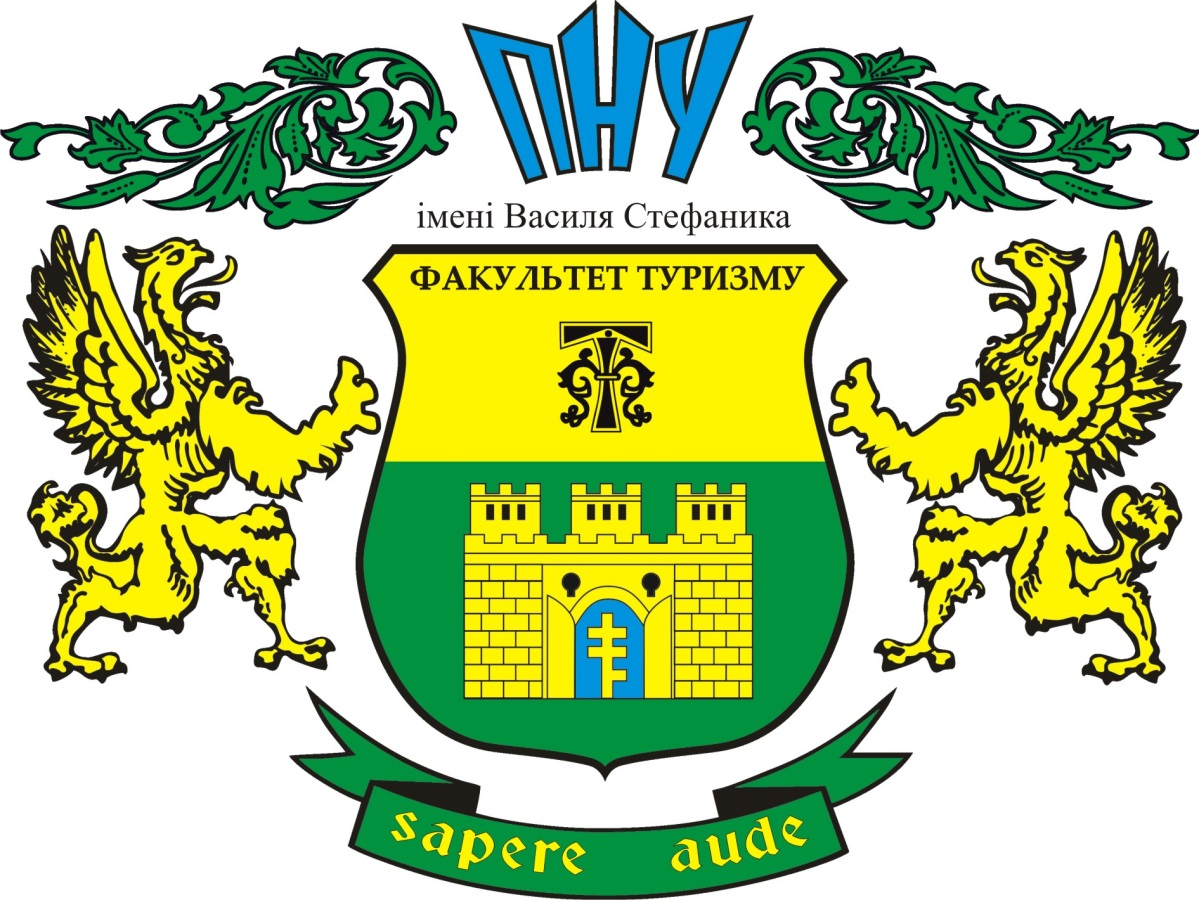 ПНУ
імені Василя Стефаника
ФАКУЛЬТЕТ ТУРИЗМУ
Т
sapere aude